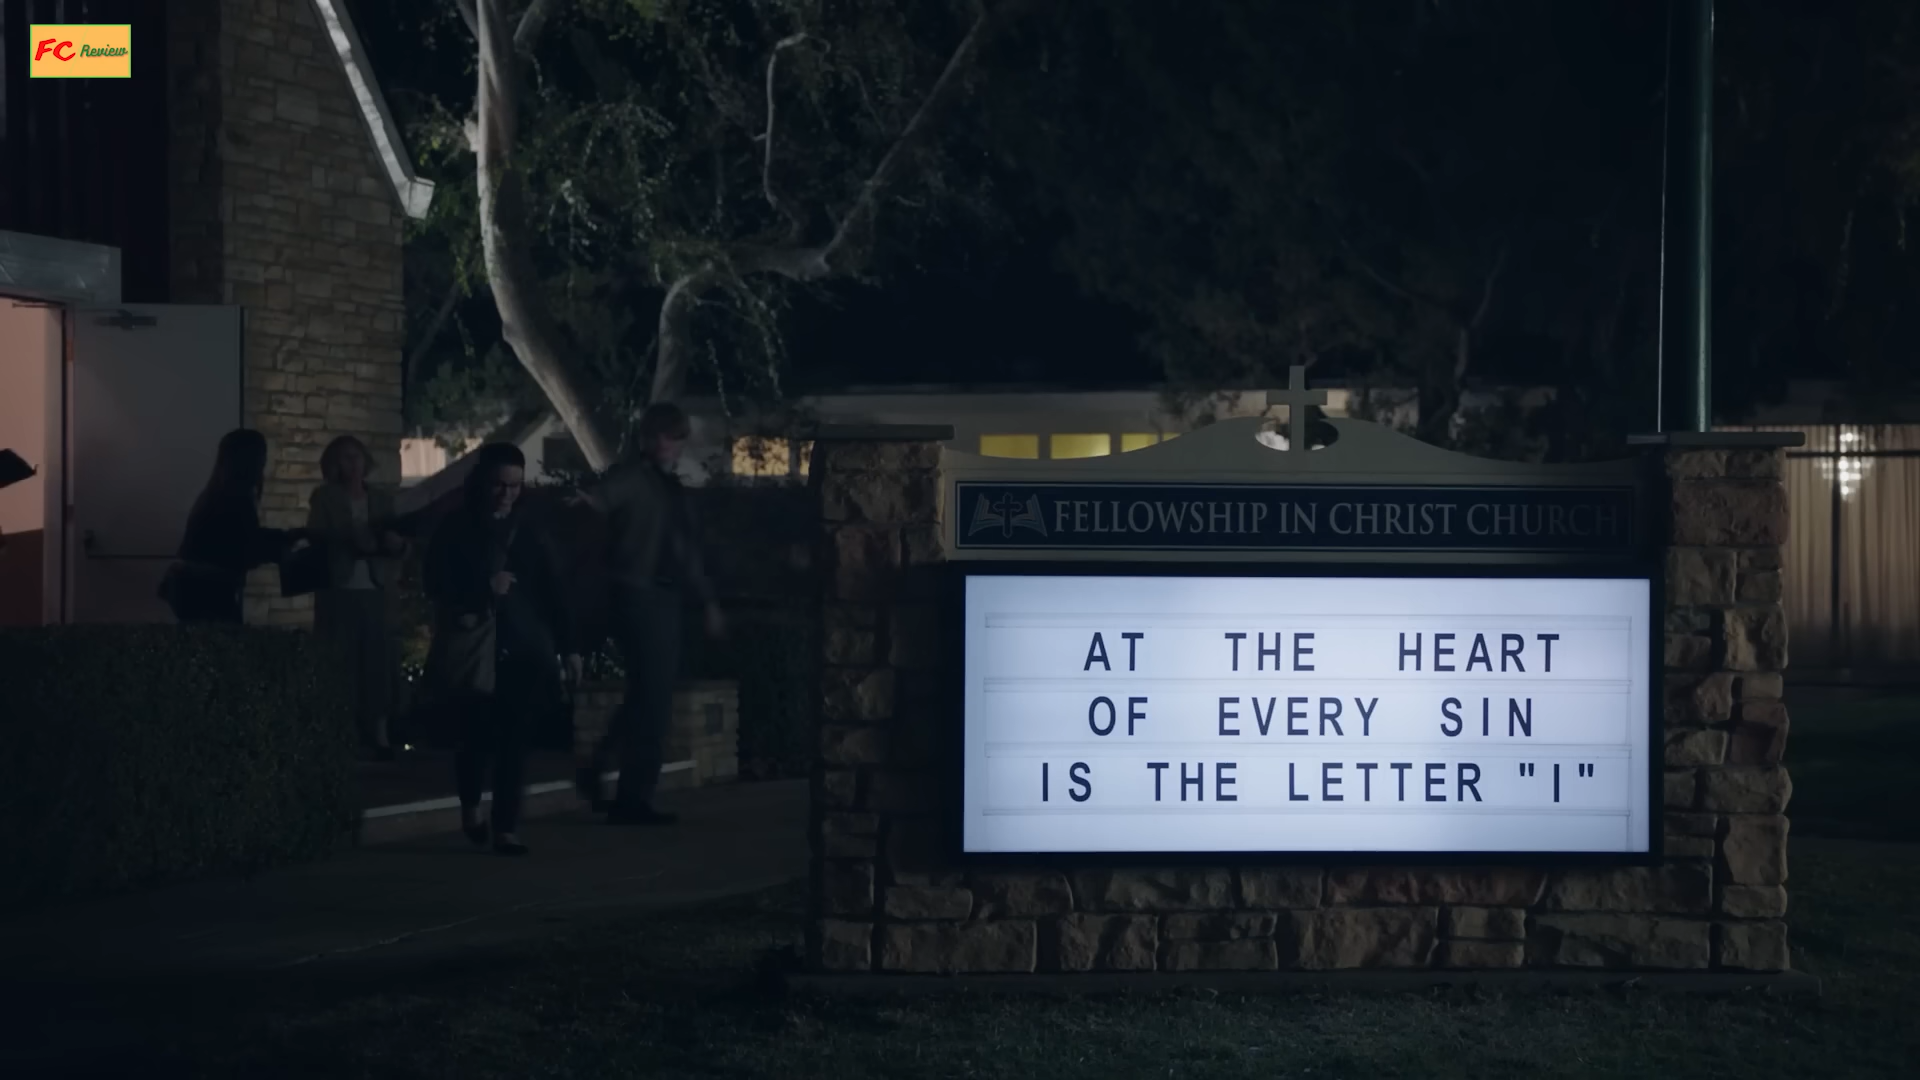 FC Review
FELLOWSHIP IN CHRIST CHURCH
AT THE HEART
OF EVERY SIN
IS THE LETTER "I"